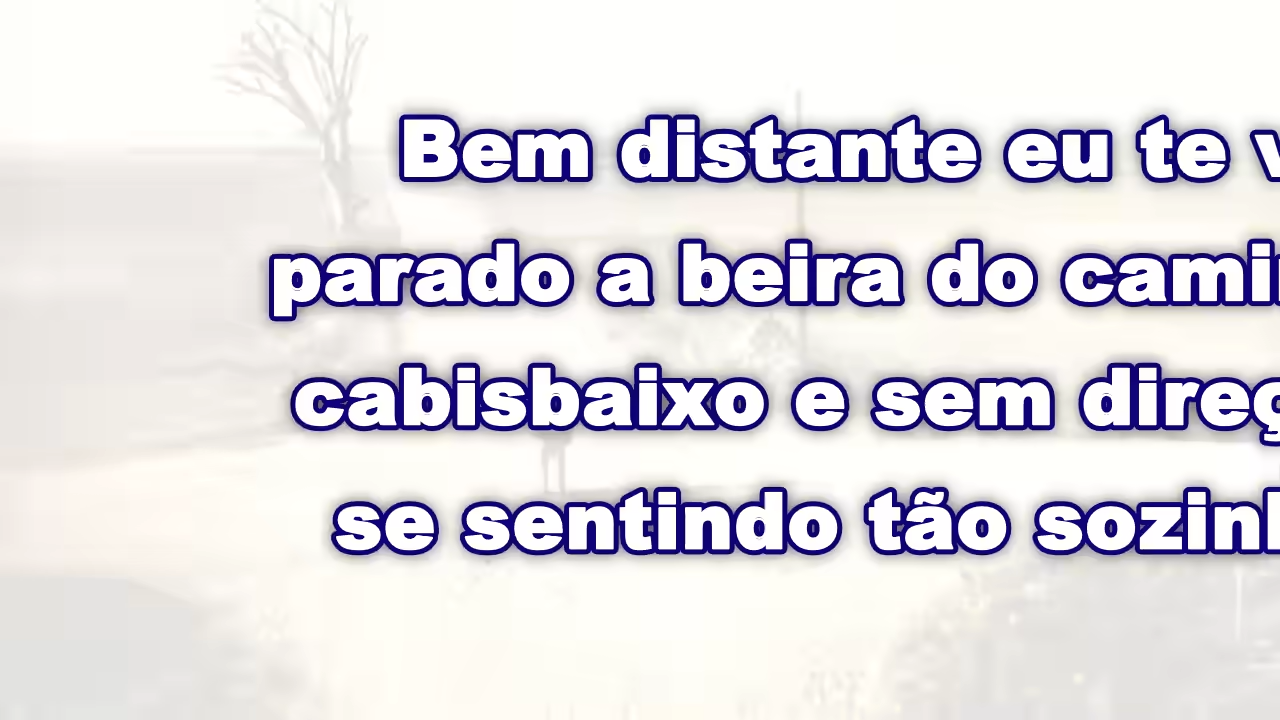 Bem distante eu te
parado a beira do
cabisbaixo e sem
se sentindo tão